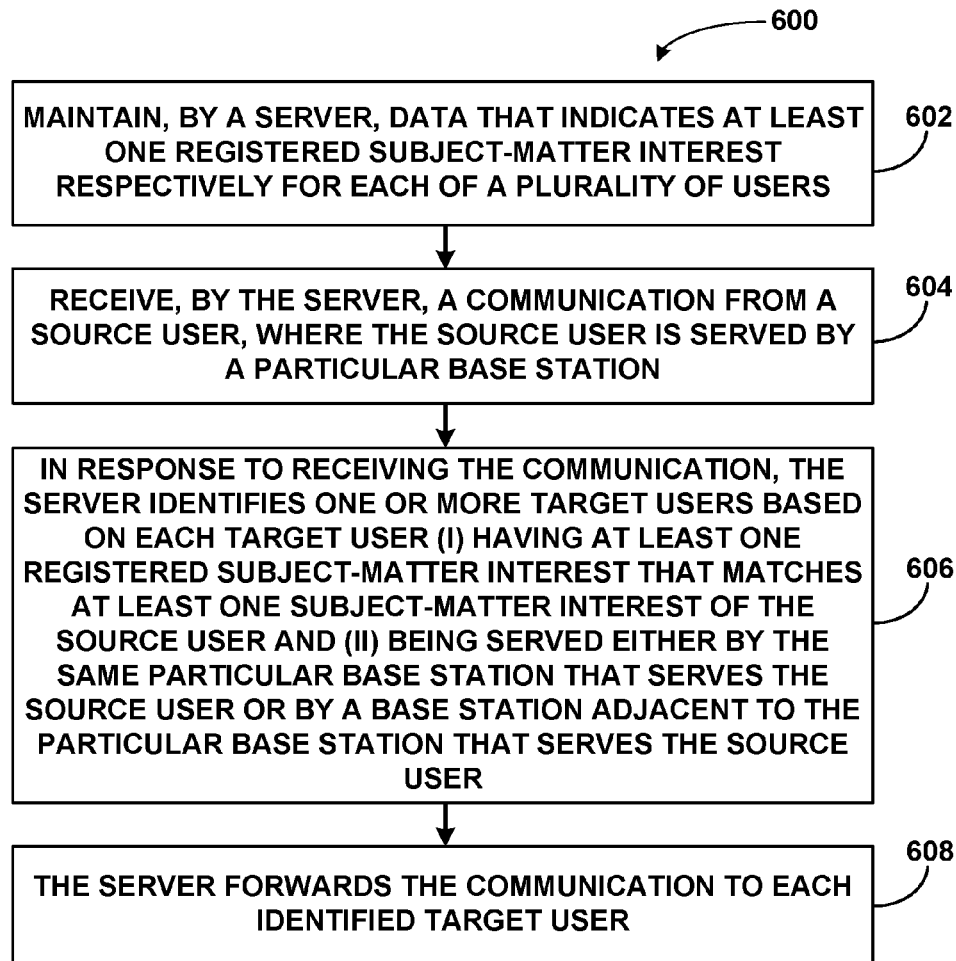 600
MAINTAIN, BY A SERVER, DATA THAT INDICATES AT LEAST
ONE REGISTERED SUBJECT-MATTER INTEREST
RESPECTIVELY FOR EACH OF A PLURALITY OF USERS
602
RECEIVE, BY THE SERVER, A COMMUNICATION FROM A
SOURCE USER, WHERE THE SOURCE USER IS SERVED BY
A PARTICULAR BASE STATION
604
IN RESPONSE TO RECEIVING THE COMMUNICATION, THE
SERVER IDENTIFIES ONE OR MORE TARGET USERS BASED
ON EACH TARGET USER (I) HAVING AT LEAST ONE
REGISTERED SUBJECT-MATTER INTEREST THAT MATCHES
AT LEAST ONE SUBJECT-MATTER INTEREST OF THE
SOURCE USER AND (II) BEING SERVED EITHER BY THE
SAME PARTICULAR BASE STATION THAT SERVES THE
SOURCE USER OR BY A BASE STATION ADJACENT TO THE
PARTICULAR BASE STATION THAT SERVES THE SOURCE
USER
606
THE SERVER FORWARDS THE COMMUNICATION TO EACH
IDENTIFIED TARGET USER
608